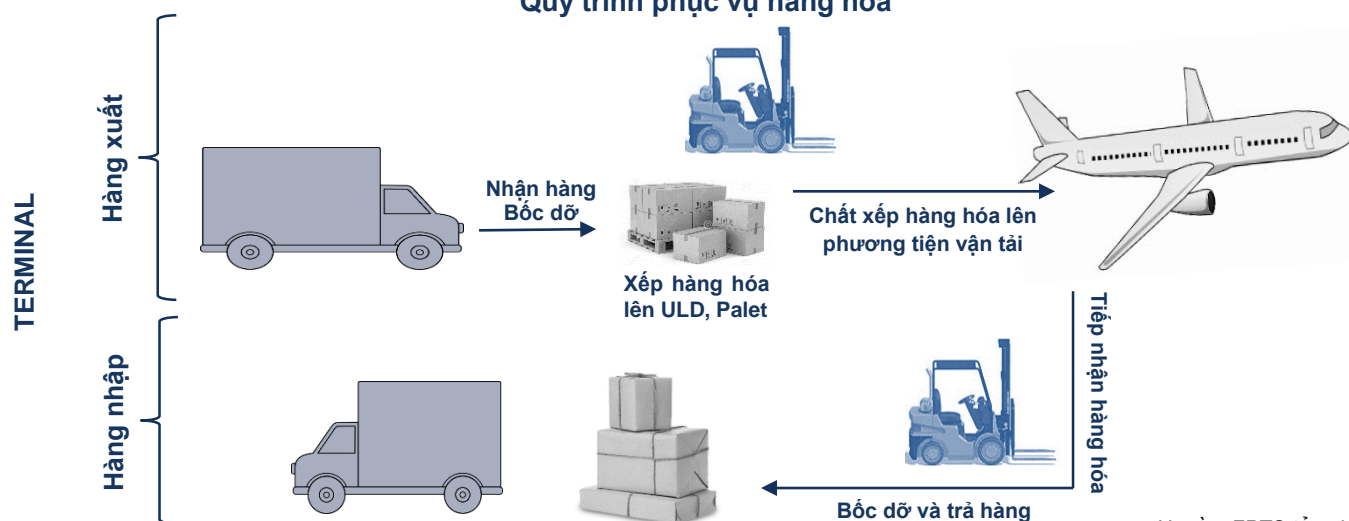 Quy trình phục vụ hàng hóa
TERMINAL
Hàng xuất
Nhận hàng
Bốc dỡ
Xếp hàng hóa
lên ULD, Palet
Chất xếp hàng hóa lên
phương tiện vận tải
Tiếp nhận hàng hóa
Hàng nhập
Bốc dỡ và trả hàng